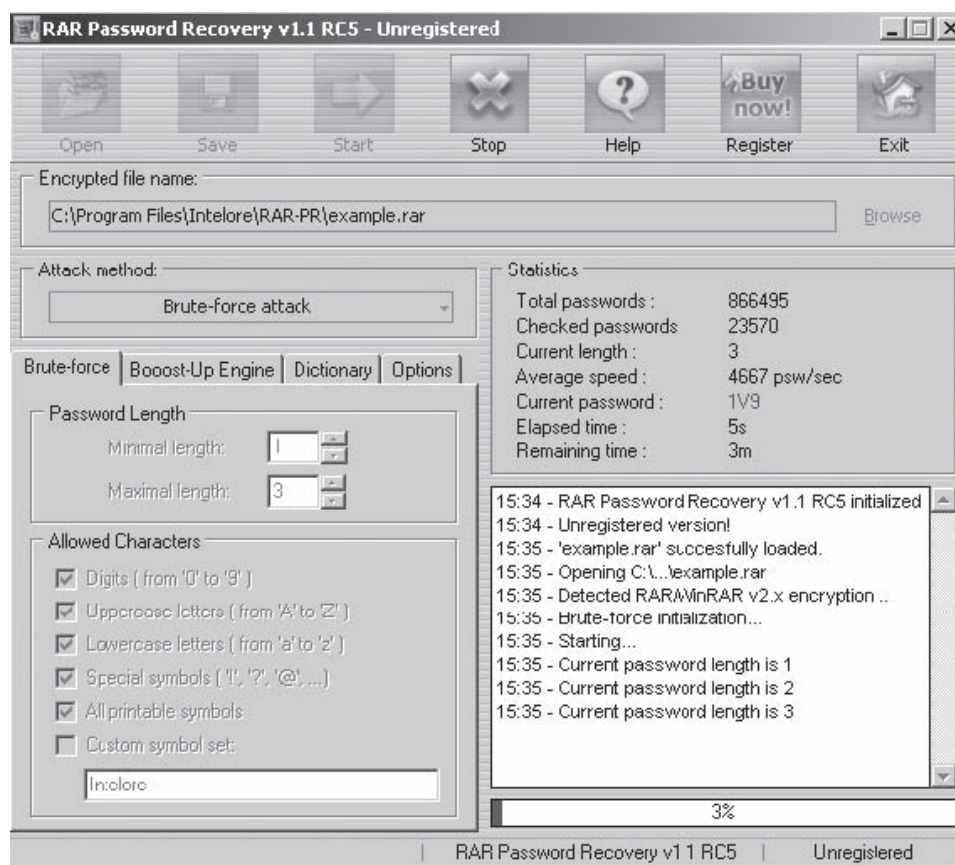 RAR Password Recovery v1.1 RC5 - Unregistered
Open Save Start Stop Help Register Exit
Buy now!
Encrypted file name:
C:\Program Files\Intelore\RAR-PR\example.rar Browse
Attack method:
Brute-force attack
Brute-force Booost-Up Engine Dictionary Options
Password Length
Minimal length: 1
Maximal length: 3
Allowed Characters
Digits ( from '0' to '9' )
Uppercase letters ( from 'A' to 'Z' )
Lowercase letters ( from 'a' to 'z' )
Special symbols ( '!', '?', '@', ...)
All printable symbols
Custom symbol set:
Intelore
Statistics
Total passwords : 866495
Checked passwords 23570
Current length : 3
Average speed : 4667 psw/sec
Current password : 1V9
Elapsed time : 5s
Remaining time : 3m
15:34 - RAR Password Recovery v1.1 RC5 initialized
15:34 - Unregistered version!
15:35 - 'example.rar' succesfully loaded.
15:35 - Opening C:\...\example.rar
15:35 - Detected RAR/WinRAR v2.x encryption ..
15:35 - Brute-force initialization...
15:35 - Starting...
15:35 - Current password length is 1
15:35 - Current password length is 2
15:35 - Current password length is 3
3%
RAR Password Recovery v1.1 RC5 | Unregistered